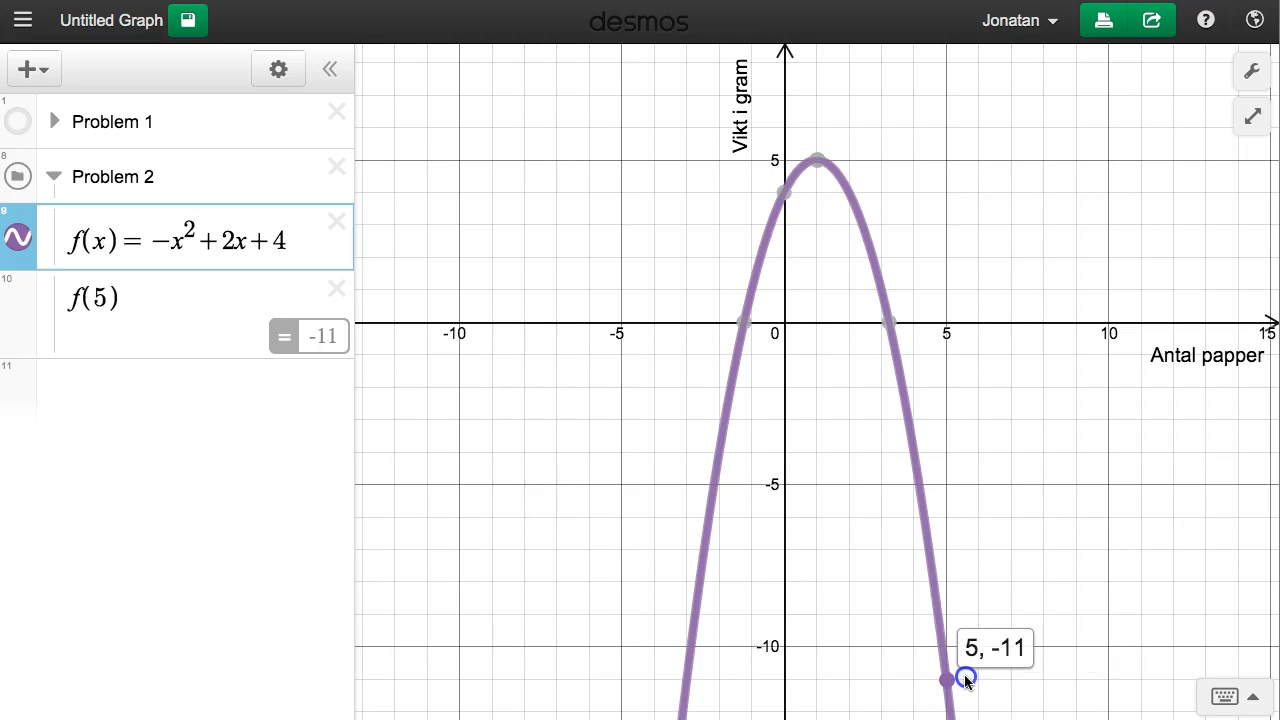 Untitled Graph
desmos
Jonatan
1
Problem 1
8
Problem 2
9
f(x) = −x²+2x+4
10
f(5)
= -11
11
Vikt i gram
5
-10
-5
0
5
10
15
Antal papper
-5
-10
5, -11